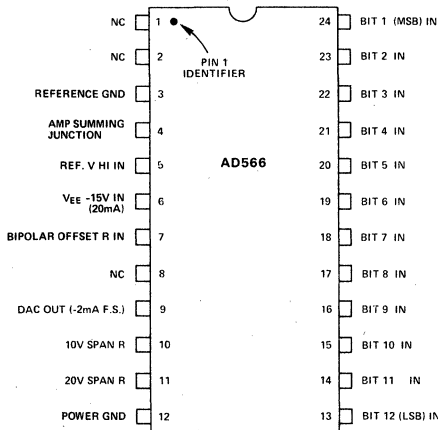 NC 1
PIN 1
IDENTIFIER
24 BIT 1 (MSB) IN
NC 2
23 BIT 2 IN
REFERENCE GND 3
22 BIT 3 IN
AMP SUMMING
JUNCTION 4
21 BIT 4 IN
REF. V HI IN 5
AD566
20 BIT 5 IN
VEE -15V IN
(20mA) 6
19 BIT 6 IN
BIPOLAR OFFSET R IN 7
18 BIT 7 IN
NC 8
17 BIT 8 IN
DAC OUT (-2mA F.S.) 9
16 BIT 9 IN
10V SPAN R 10
15 BIT 10 IN
20V SPAN R 11
14 BIT 11 IN
POWER GND 12
13 BIT 12 (LSB) IN